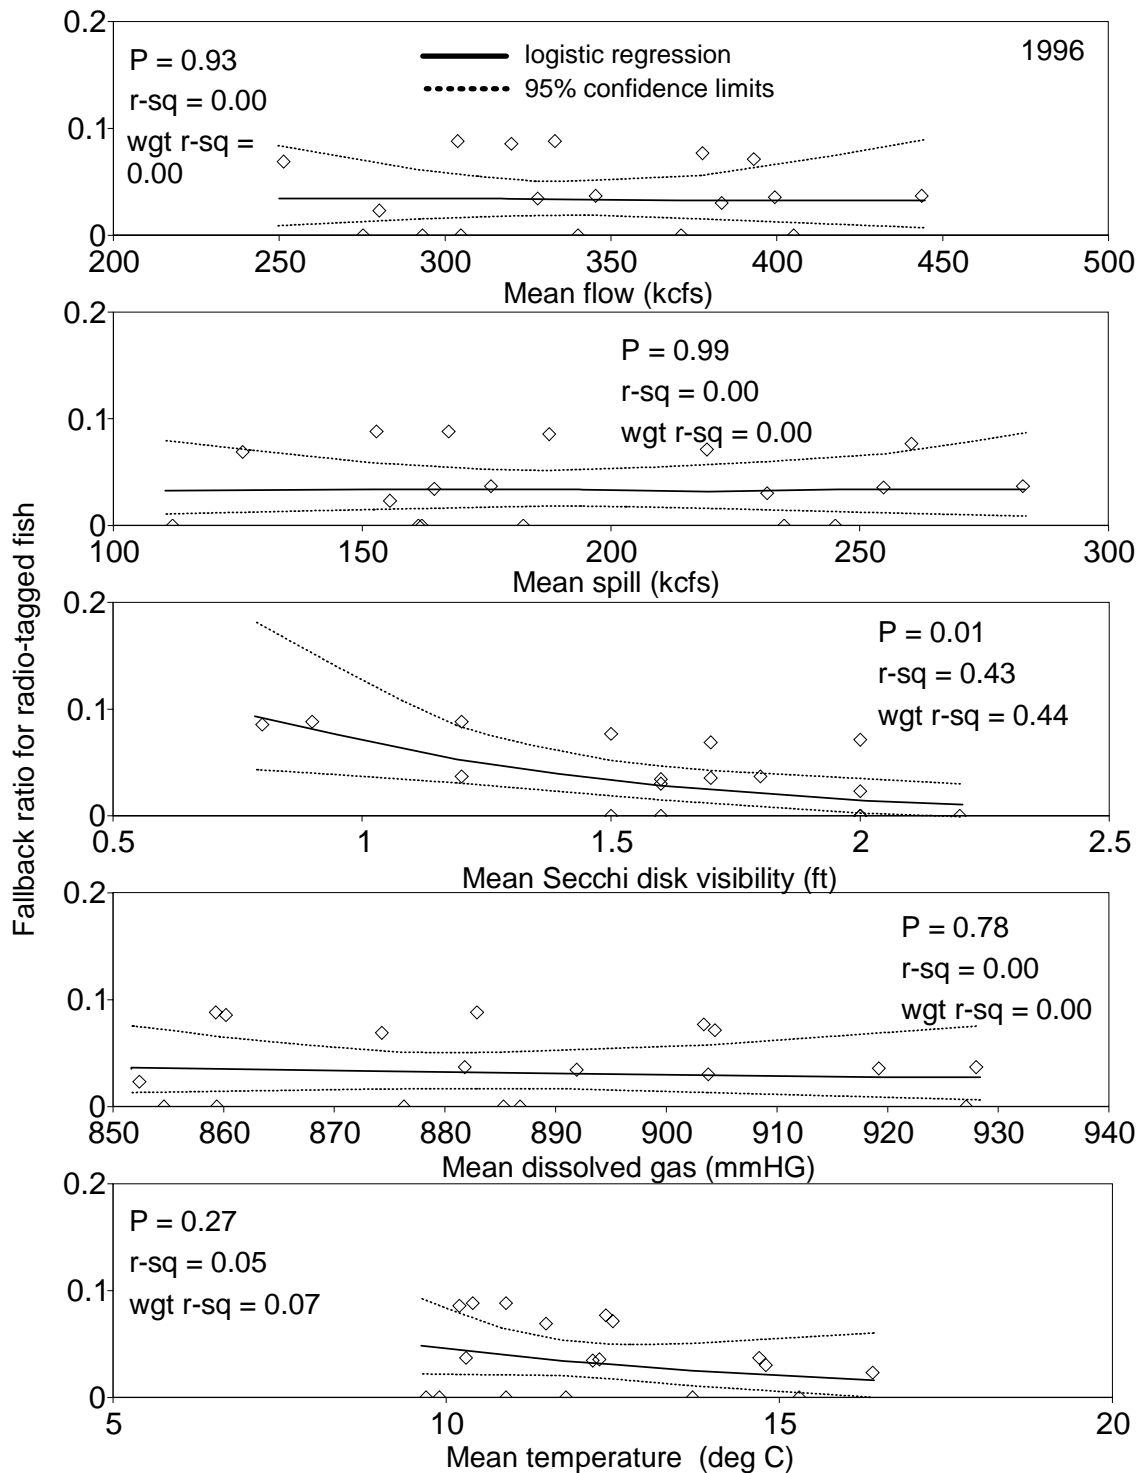 0.2
P = 0.93
r-sq = 0.00
wgt r-sq =
0.00
logistic regression
95% confidence limits
1996
0.1
0
200 250 300 350 400 450 500
Mean flow (kcfs)
0.2
P = 0.99
r-sq = 0.00
wgt r-sq = 0.00
0.1
0
100 150 200 250 300
Mean spill (kcfs)
0.2
P = 0.01
r-sq = 0.43
wgt r-sq = 0.44
0.1
0
0.5 1 1.5 2 2.5
Mean Secchi disk visibility (ft)
Fallback ratio for radio-tagged fish
0.2
P = 0.78
r-sq = 0.00
wgt r-sq = 0.00
0.1
0
850 860 870 880 890 900 910 920 930 940
Mean dissolved gas (mmHG)
0.2
P = 0.27
r-sq = 0.05
wgt r-sq = 0.07
0.1
0
5 10 15 20
Mean temperature (deg C)